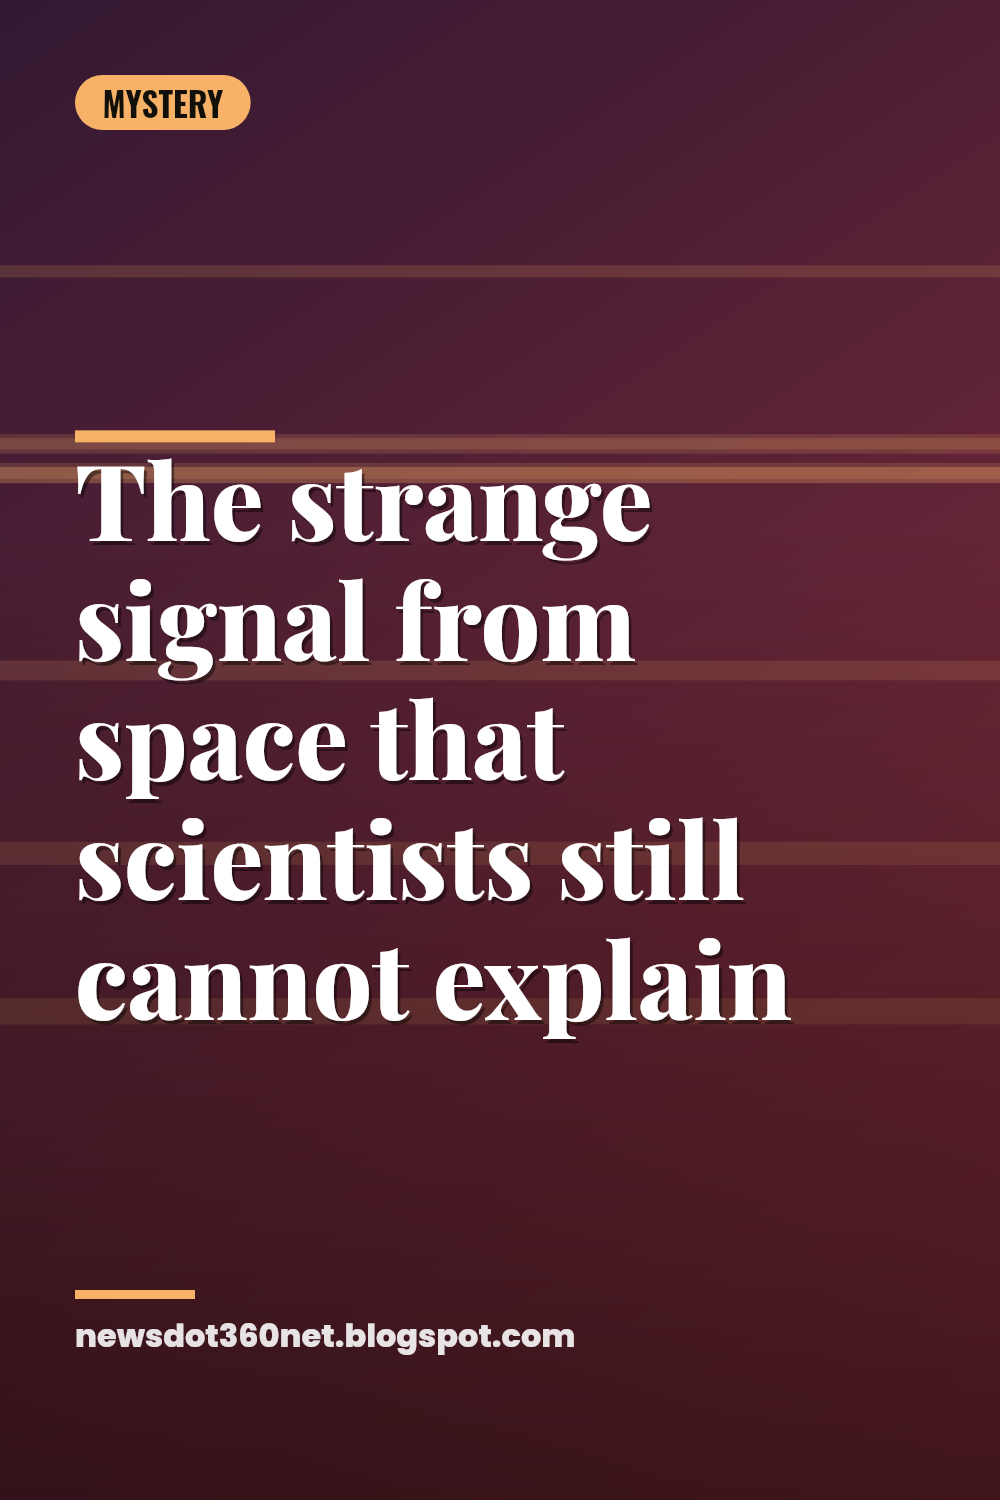 MYSTERY
The strange
signal from
space that
scientists still
cannot explain
newsdot360net.blogspot.com